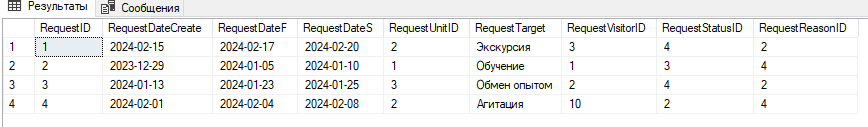 Результаты Сообщения
RequestID RequestDateCreate RequestDateF RequestDateS RequestUnitID RequestTarget RequestVisitorID RequestStatusID RequestReasonID
1 1 2024-02-15 2024-02-17 2024-02-20 2 Экскурсия 3 4 2
2 2 2023-12-29 2024-01-05 2024-01-10 1 Обучение 1 3 4
3 3 2024-01-13 2024-01-23 2024-01-25 3 Обмен опытом 2 4 2
4 4 2024-02-01 2024-02-04 2024-02-08 2 Агитация 10 2 4